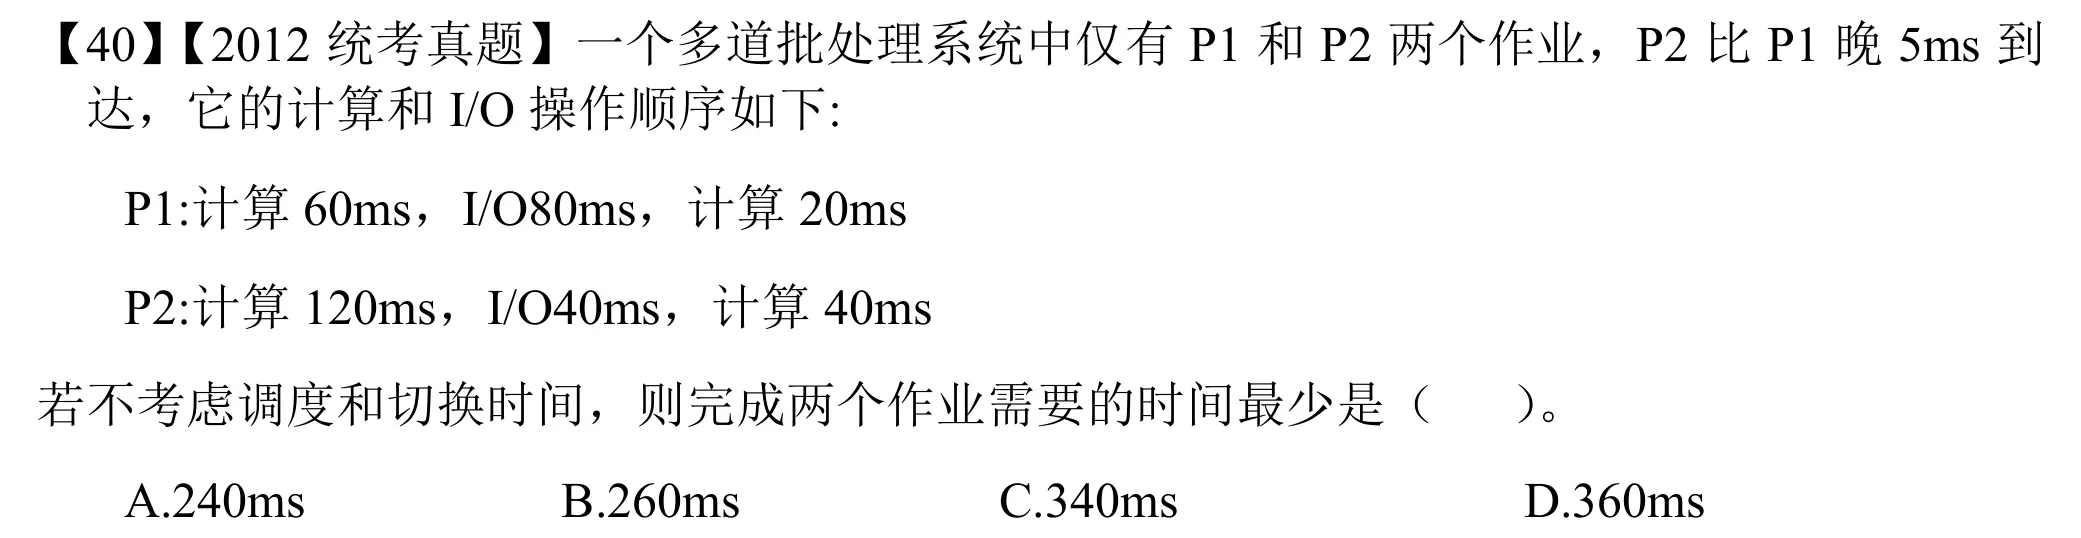 【40】【2012 统考真题】一个多道批处理系统中仅有 P1 和 P2 两个作业，P2 比 P1 晚 5ms 到
达，它的计算和 I/O 操作顺序如下:
P1:计算 60ms，I/O80ms，计算 20ms
P2:计算 120ms，I/O40ms，计算 40ms
若不考虑调度和切换时间，则完成两个作业需要的时间最少是（ ）。
A.240ms B.260ms C.340ms D.360ms